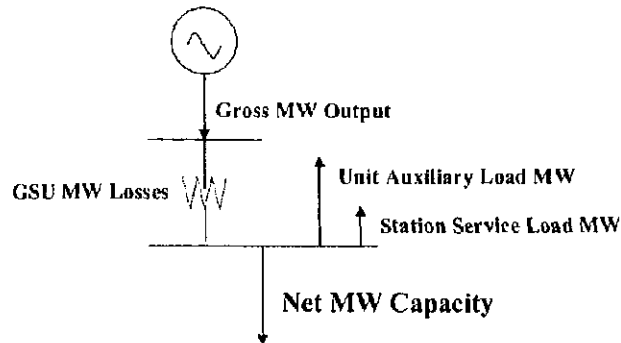 Gross MW Output
GSU MW Losses
Unit Auxiliary Load MW
Station Service Load MW
Net MW Capacity